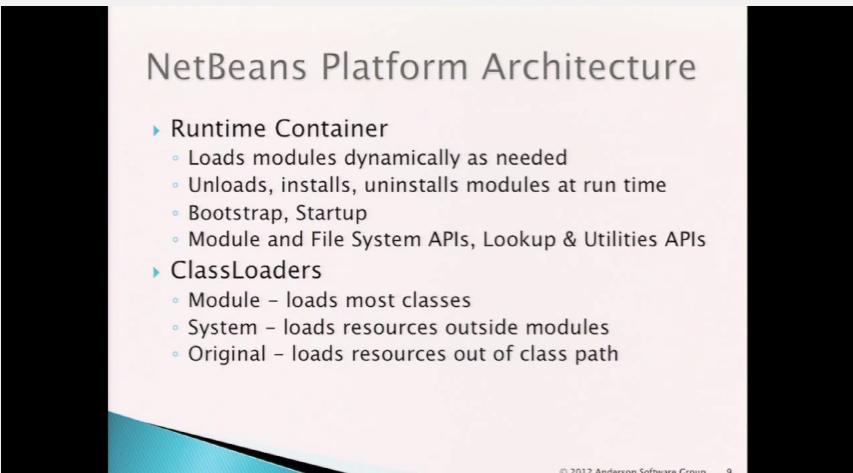 NetBeans Platform Architecture
Runtime Container
Loads modules dynamically as needed
Unloads, installs, uninstalls modules at run time
Bootstrap, Startup
Module and File System APIs, Lookup & Utilities APIs
ClassLoaders
Module – loads most classes
System – loads resources outside modules
Original – loads resources out of class path
© 2012 Anderson Software Group 9